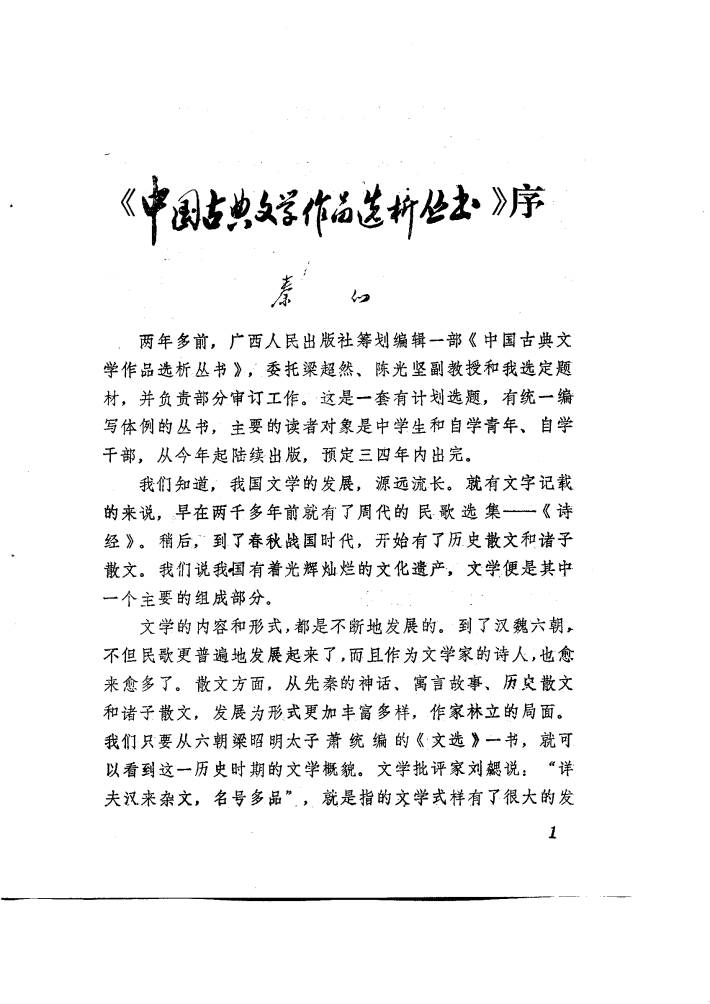 《中国古典文学作品选析丛书》序
秦似
两年多前，广西人民出版社筹划编辑一部《中国古典文
学作品选析丛书》，委托梁超然、陈光坚副教授和我选定题
材，并负责部分审订工作。这是一套有计划选题，有统一编
写体例的丛书，主要的读者对象是中学生和自学青年、自学
干部，从今年起陆续出版，预定三四年内出完。
我们知道，我国文学的发展，源远流长。就有文字记载
的来说，早在两千多年前就有了周代的民歌选集——《诗
经》。稍后，到了春秋战国时代，开始有了历史散文和诸子
散文。我们说我国有着光辉灿烂的文化遗产，文学便是其中
一个主要的组成部分。
文学的内容和形式，都是不断地发展的。到了汉魏六朝，
不但民歌更普遍地发展起来了，而且作为文学家的诗人，也愈
来愈多了。散文方面，从先秦的神话、寓言故事、历史散文
和诸子散文，发展为形式更加丰富多样，作家林立的局面。
我们只要从六朝梁昭明太子萧统编的《文选》一书，就可
以看到这一历史时期的文学概貌。文学批评家刘勰说：“详
夫汉来杂文，名号多品”，就是指的文学式样有了很大的发
1